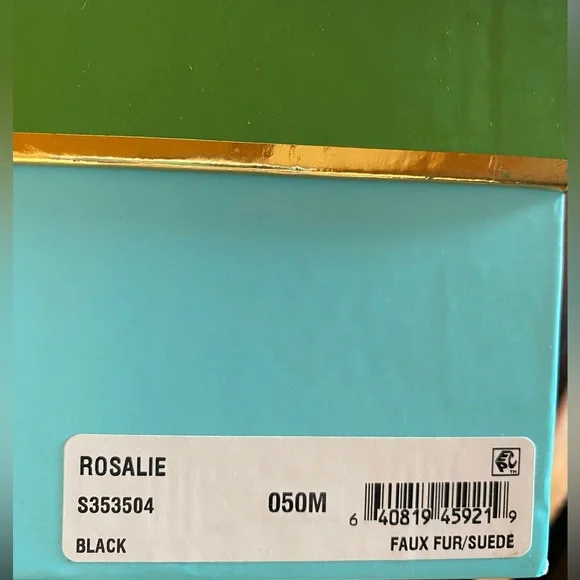 ROSALIE
S353504 050M 6 40819 45921 9
BLACK FAUX FUR/SUEDE